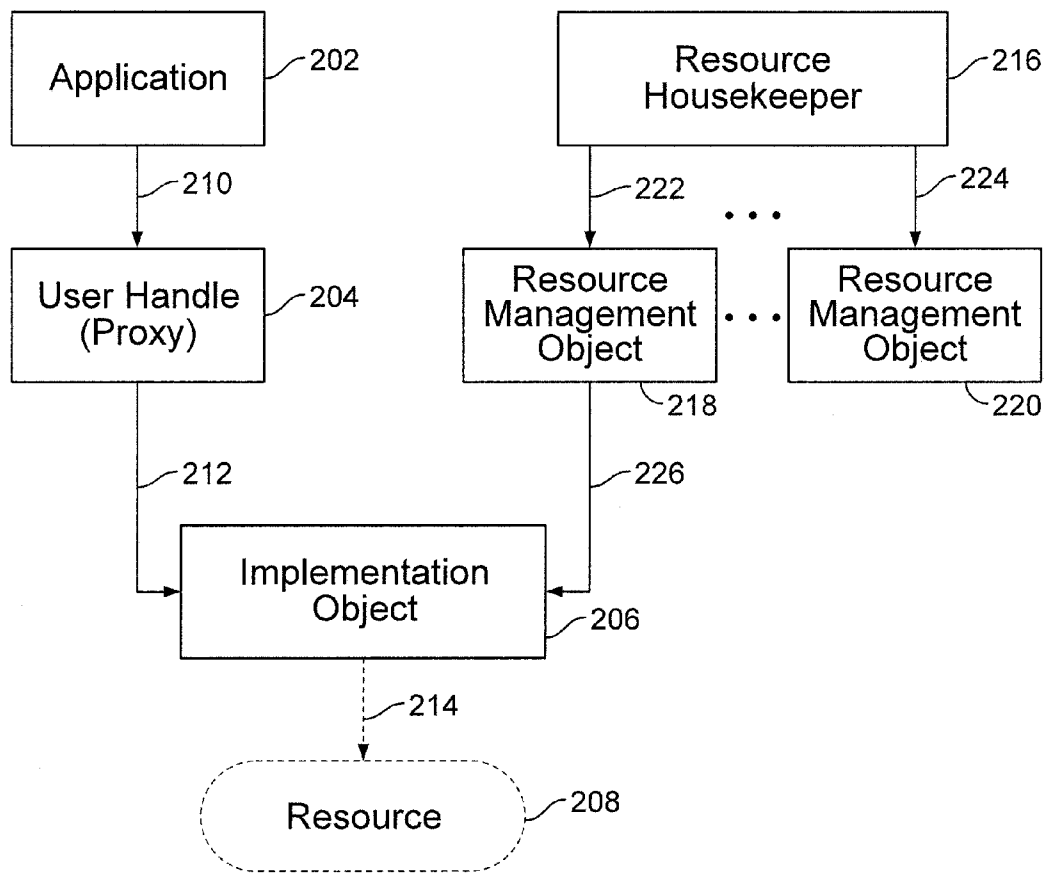 Application
202
Resource
Housekeeper
216
210
222
224
User Handle
(Proxy)
204
Resource
Management
Object
218
Resource
Management
Object
220
212
226
Implementation
Object
206
214
Resource
208